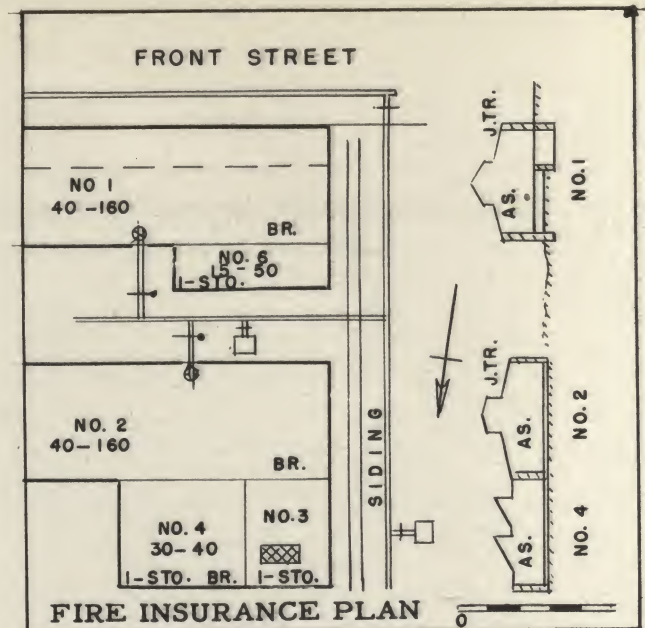 FRONT STREET
NO 1
40-160
BR.
NO. 6
15-50
1-STO.
NO. 2
40-160
BR.
NO. 4
30-40
1-STO. BR.
NO.3
1-STO.
SIDING
J.TR.
AS.
NO.1
J.TR.
AS.
NO.2
AS.
NO.4
FIRE INSURANCE PLAN
0